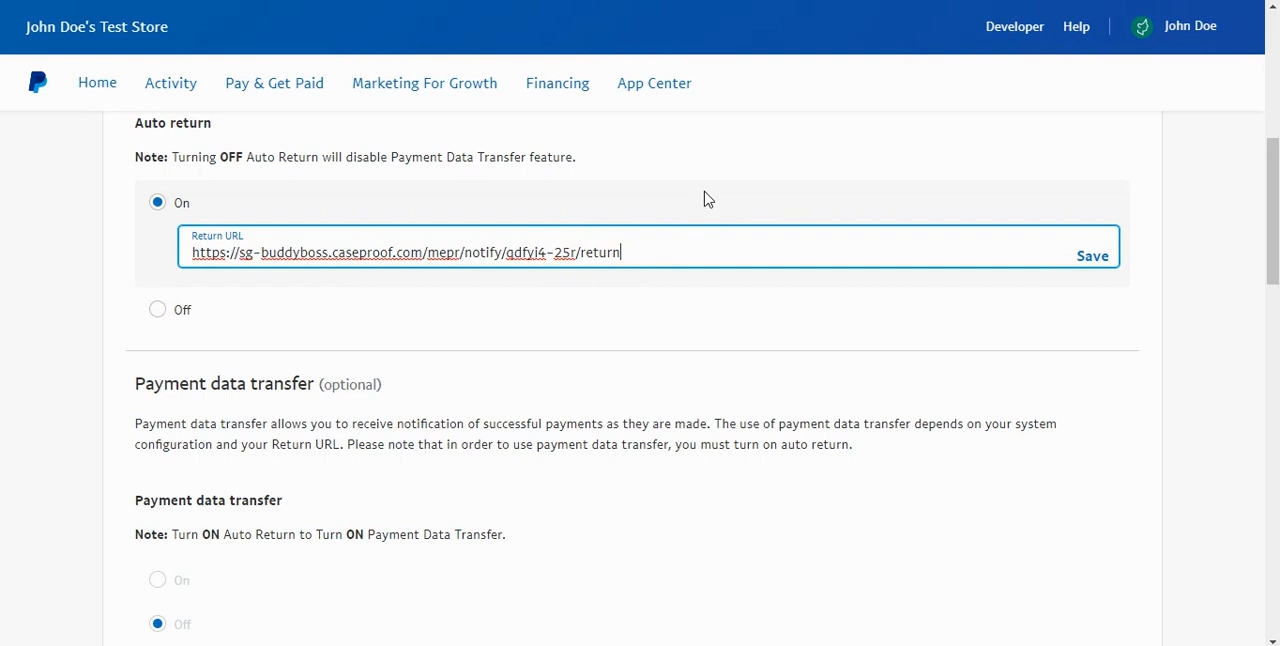 John Doe's Test Store
Developer Help John Doe
Home Activity Pay & Get Paid Marketing For Growth Financing App Center
Auto return
Note: Turning OFF Auto Return will disable Payment Data Transfer feature.
On
Return URL
https://sg-buddyboss.caseproof.com/mepr/notify/qdfyi4-25r/return
Save
Off
Payment data transfer (optional)
Payment data transfer allows you to receive notification of successful payments as they are made. The use of payment data transfer depends on your system
configuration and your Return URL. Please note that in order to use payment data transfer, you must turn on auto return.
Payment data transfer
Note: Turn ON Auto Return to Turn ON Payment Data Transfer.
On
Off